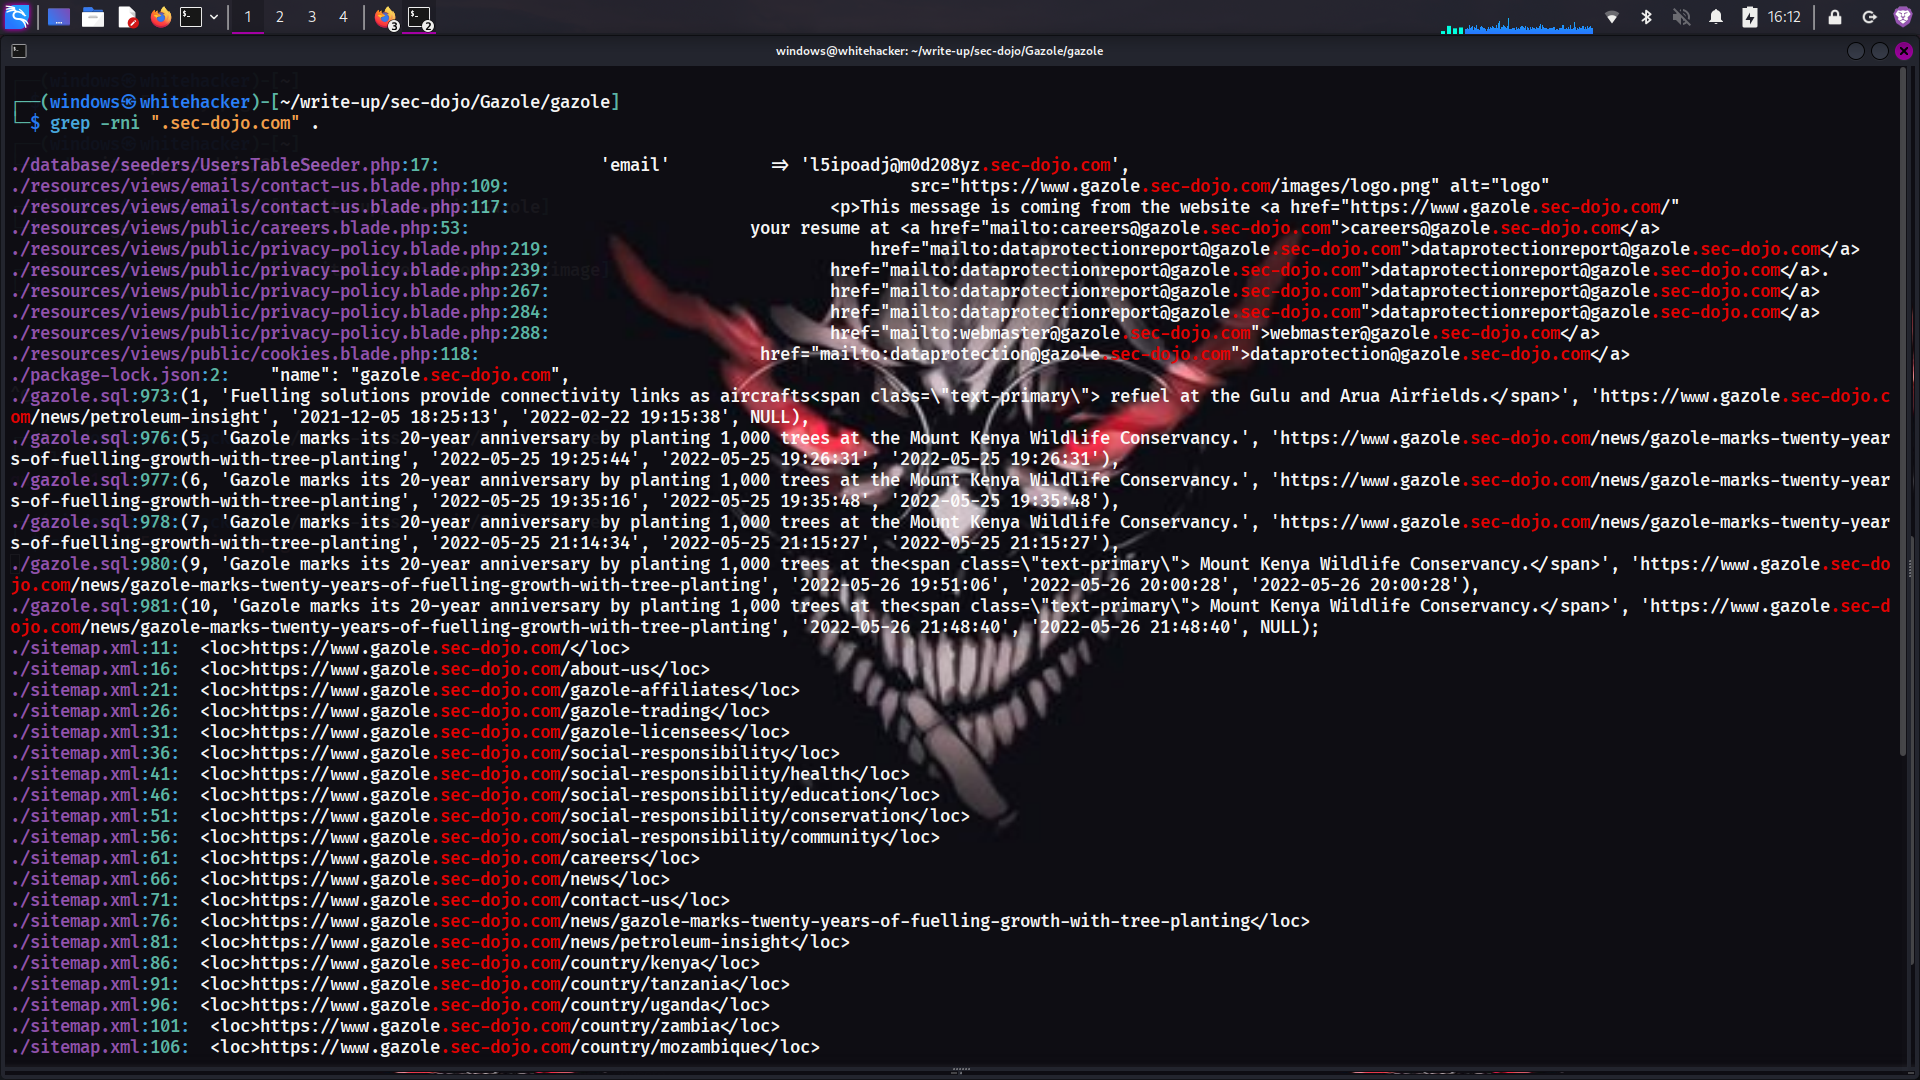 1 2 3 4 3 2 16:12
windows@whitehacker: ~/write-up/sec-dojo/Gazole/gazole
┌──(windows㉿whitehacker)-[~/write-up/sec-dojo/Gazole/gazole]
└─$ grep -rni ".sec-dojo.com" .
./database/seeders/UsersTableSeeder.php:17: 'email' => 'l5ipoadj@m0d208yz.sec-dojo.com',
./resources/views/emails/contact-us.blade.php:109: src="https://www.gazole.sec-dojo.com/images/logo.png" alt="logo"
./resources/views/emails/contact-us.blade.php:117: <p>This message is coming from the website <a href="https://www.gazole.sec-dojo.com/"
./resources/views/public/careers.blade.php:53: your resume at <a href="mailto:careers@gazole.sec-dojo.com">careers@gazole.sec-dojo.com</a>
./resources/views/public/privacy-policy.blade.php:219: href="mailto:dataprotectionreport@gazole.sec-dojo.com">dataprotectionreport@gazole.sec-dojo.com</a>
./resources/views/public/privacy-policy.blade.php:239: href="mailto:dataprotectionreport@gazole.sec-dojo.com">dataprotectionreport@gazole.sec-dojo.com</a>.
./resources/views/public/privacy-policy.blade.php:267: href="mailto:dataprotectionreport@gazole.sec-dojo.com">dataprotectionreport@gazole.sec-dojo.com</a>
./resources/views/public/privacy-policy.blade.php:284: href="mailto:dataprotectionreport@gazole.sec-dojo.com">dataprotectionreport@gazole.sec-dojo.com</a>
./resources/views/public/privacy-policy.blade.php:288: href="mailto:webmaster@gazole.sec-dojo.com">webmaster@gazole.sec-dojo.com</a>
./resources/views/public/cookies.blade.php:118: href="mailto:dataprotection@gazole.sec-dojo.com">dataprotection@gazole.sec-dojo.com</a>
./package-lock.json:2: "name": "gazole.sec-dojo.com",
./gazole.sql:973:(1, 'Fuelling solutions provide connectivity links as aircrafts<span class=\"text-primary\"> refuel at the Gulu and Arua Airfields.</span>', 'https://www.gazole.sec-dojo.c
om/news/petroleum-insight', '2021-12-05 18:25:13', '2022-02-22 19:15:38', NULL),
./gazole.sql:976:(5, 'Gazole marks its 20-year anniversary by planting 1,000 trees at the Mount Kenya Wildlife Conservancy.', 'https://www.gazole.sec-dojo.com/news/gazole-marks-twenty-year
s-of-fuelling-growth-with-tree-planting', '2022-05-25 19:25:44', '2022-05-25 19:26:31', '2022-05-25 19:26:31'),
./gazole.sql:977:(6, 'Gazole marks its 20-year anniversary by planting 1,000 trees at the Mount Kenya Wildlife Conservancy.', 'https://www.gazole.sec-dojo.com/news/gazole-marks-twenty-year
s-of-fuelling-growth-with-tree-planting', '2022-05-25 19:35:16', '2022-05-25 19:35:48', '2022-05-25 19:35:48'),
./gazole.sql:978:(7, 'Gazole marks its 20-year anniversary by planting 1,000 trees at the Mount Kenya Wildlife Conservancy.', 'https://www.gazole.sec-dojo.com/news/gazole-marks-twenty-year
s-of-fuelling-growth-with-tree-planting', '2022-05-25 21:14:34', '2022-05-25 21:15:27', '2022-05-25 21:15:27'),
./gazole.sql:980:(9, 'Gazole marks its 20-year anniversary by planting 1,000 trees at the<span class=\"text-primary\"> Mount Kenya Wildlife Conservancy.</span>', 'https://www.gazole.sec-do
jo.com/news/gazole-marks-twenty-years-of-fuelling-growth-with-tree-planting', '2022-05-26 19:51:06', '2022-05-26 20:00:28', '2022-05-26 20:00:28'),
./gazole.sql:981:(10, 'Gazole marks its 20-year anniversary by planting 1,000 trees at the<span class=\"text-primary\"> Mount Kenya Wildlife Conservancy.</span>', 'https://www.gazole.sec-d
ojo.com/news/gazole-marks-twenty-years-of-fuelling-growth-with-tree-planting', '2022-05-26 21:48:40', '2022-05-26 21:48:40', NULL);
./sitemap.xml:11: <loc>https://www.gazole.sec-dojo.com/</loc>
./sitemap.xml:16: <loc>https://www.gazole.sec-dojo.com/about-us</loc>
./sitemap.xml:21: <loc>https://www.gazole.sec-dojo.com/gazole-affiliates</loc>
./sitemap.xml:26: <loc>https://www.gazole.sec-dojo.com/gazole-trading</loc>
./sitemap.xml:31: <loc>https://www.gazole.sec-dojo.com/gazole-licensees</loc>
./sitemap.xml:36: <loc>https://www.gazole.sec-dojo.com/social-responsibility</loc>
./sitemap.xml:41: <loc>https://www.gazole.sec-dojo.com/social-responsibility/health</loc>
./sitemap.xml:46: <loc>https://www.gazole.sec-dojo.com/social-responsibility/education</loc>
./sitemap.xml:51: <loc>https://www.gazole.sec-dojo.com/social-responsibility/conservation</loc>
./sitemap.xml:56: <loc>https://www.gazole.sec-dojo.com/social-responsibility/community</loc>
./sitemap.xml:61: <loc>https://www.gazole.sec-dojo.com/careers</loc>
./sitemap.xml:66: <loc>https://www.gazole.sec-dojo.com/news</loc>
./sitemap.xml:71: <loc>https://www.gazole.sec-dojo.com/contact-us</loc>
./sitemap.xml:76: <loc>https://www.gazole.sec-dojo.com/news/gazole-marks-twenty-years-of-fuelling-growth-with-tree-planting</loc>
./sitemap.xml:81: <loc>https://www.gazole.sec-dojo.com/news/petroleum-insight</loc>
./sitemap.xml:86: <loc>https://www.gazole.sec-dojo.com/country/kenya</loc>
./sitemap.xml:91: <loc>https://www.gazole.sec-dojo.com/country/tanzania</loc>
./sitemap.xml:96: <loc>https://www.gazole.sec-dojo.com/country/uganda</loc>
./sitemap.xml:101: <loc>https://www.gazole.sec-dojo.com/country/zambia</loc>
./sitemap.xml:106: <loc>https://www.gazole.sec-dojo.com/country/mozambique</loc>